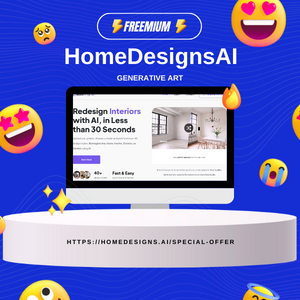 FREEMIUM
HomeDesignsAI
GENERATIVE ART
Redesign Interiors
with AI, in Less
than 30 Seconds
40+
Fast & Easy
HTTPS://HOMEDESIGNS.AI/SPECIAL-OFFER